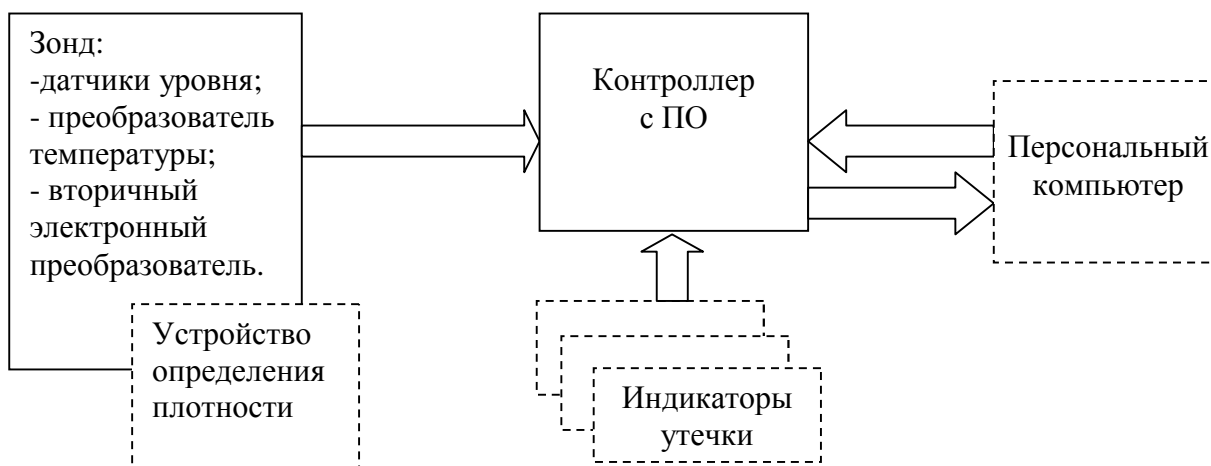 Зонд:
-датчики уровня;
- преобразователь
температуры;
- вторичный
электронный
преобразователь.
Устройство
определения
плотности
Контроллер
с ПО
Индикаторы
утечки
Персональный
компьютер